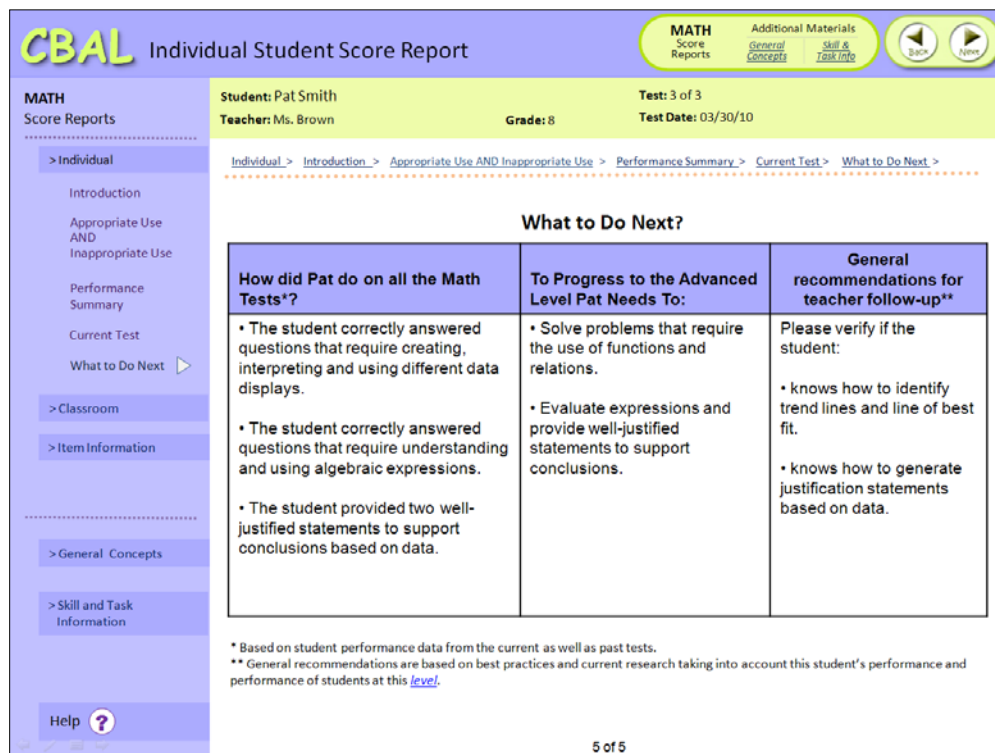 CBAL Individual Student Score Report
MATH
Score
Reports
Additional Materials
General
Concepts
Skill &
Task Info
Back
Next
MATH
Score Reports
> Individual
Introduction
Appropriate Use
AND
Inappropriate Use
Performance
Summary
Current Test
What to Do Next
> Classroom
> Item Information
> General Concepts
> Skill and Task
Information
Help ?
Student: Pat Smith
Test: 3 of 3
Teacher: Ms. Brown
Grade: 8
Test Date: 03/30/10
Individual > Introduction > Appropriate Use AND Inappropriate Use > Performance Summary > Current Test > What to Do Next >
What to Do Next?
How did Pat do on all the Math
Tests*?
• The student correctly answered
questions that require creating,
interpreting and using different data
displays.
• The student correctly answered
questions that require understanding
and using algebraic expressions.
• The student provided two well-
justified statements to support
conclusions based on data.
To Progress to the Advanced
Level Pat Needs To:
• Solve problems that require
the use of functions and
relations.
• Evaluate expressions and
provide well-justified
statements to support
conclusions.
General
recommendations for
teacher follow-up**
Please verify if the
student:
• knows how to identify
trend lines and line of best
fit.
• knows how to generate
justification statements
based on data.
* Based on student performance data from the current as well as past tests.
** General recommendations are based on best practices and current research taking into account this student's performance and
performance of students at this level.
5 of 5